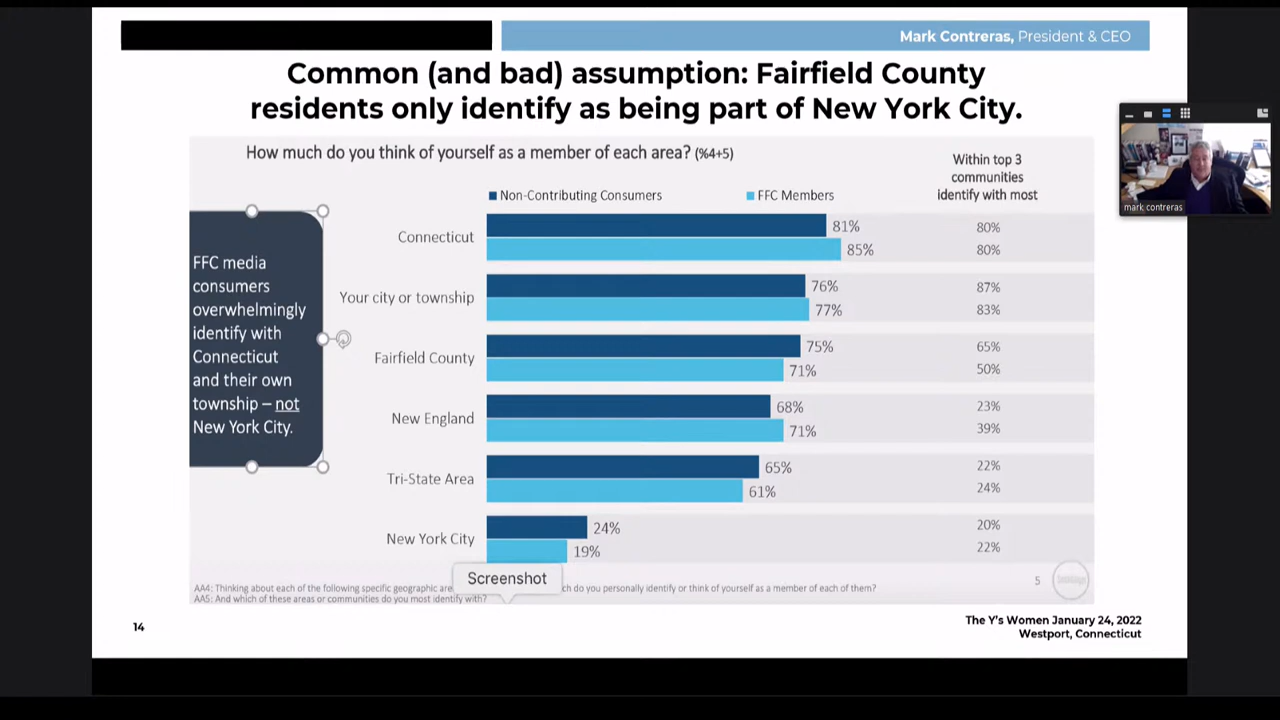 Mark Contreras, President & CEO
Common (and bad) assumption: Fairfield County
residents only identify as being part of New York City.
How much do you think of yourself as a member of each area? (%4+5)
Within top 3
communities
identify with most
Non-Contributing Consumers
FFC Members
mark contreras
FFC media
consumers
overwhelmingly
identify with
Connecticut
and their own
township – not
New York City.
Connecticut
81%
80%
85%
80%
Your city or township
76%
87%
77%
83%
Fairfield County
75%
65%
71%
50%
New England
68%
23%
71%
39%
Tri-State Area
65%
22%
61%
24%
New York City
24%
20%
19%
22%
Screenshot
5
AA4: Thinking about each of the following specific geographic are
ch do you personally identify or think of yourself as a member of each of them?
AA5: And which of these areas or communities do you most identify with?
14
The Y's Women January 24, 2022
Westport, Connecticut